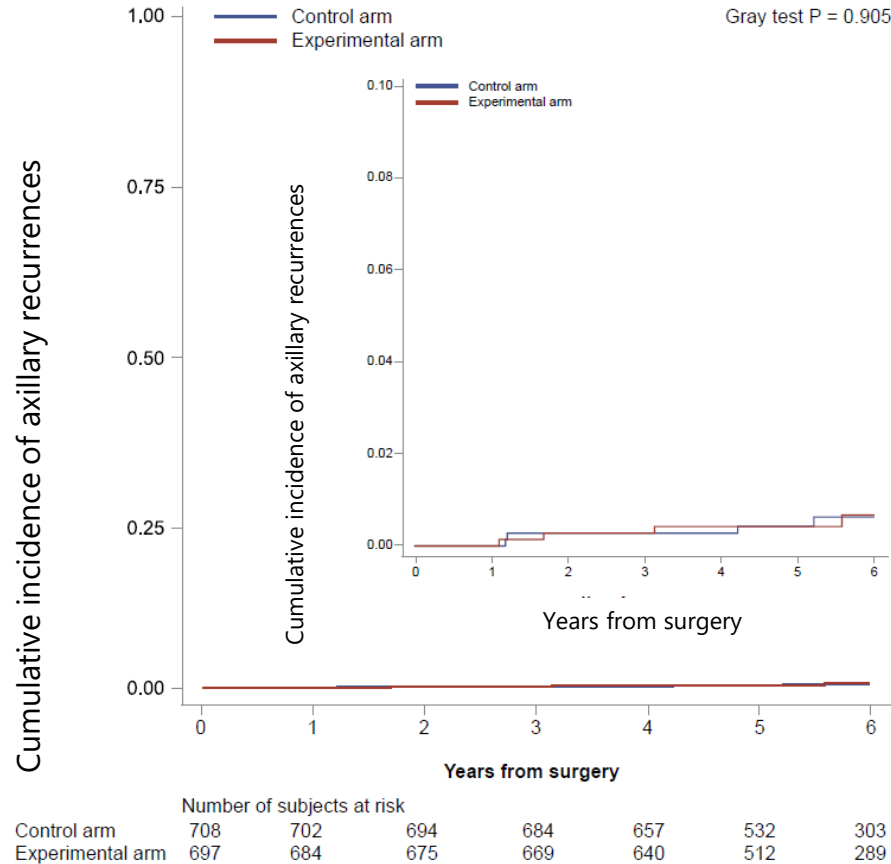 Control arm
Experimental arm
Gray test P = 0.905
Cumulative incidence of axillary recurrences
1.00
0.75
0.50
0.25
0.00
0 1 2 3 4 5 6
Years from surgery
Control arm
Experimental arm
Cumulative incidence of axillary recurrences
0.10
0.08
0.06
0.04
0.02
0.00
0 1 2 3 4 5 6
Years from surgery
Number of subjects at risk
Control arm 708 702 694 684 657 532 303
Experimental arm 697 684 675 669 640 512 289